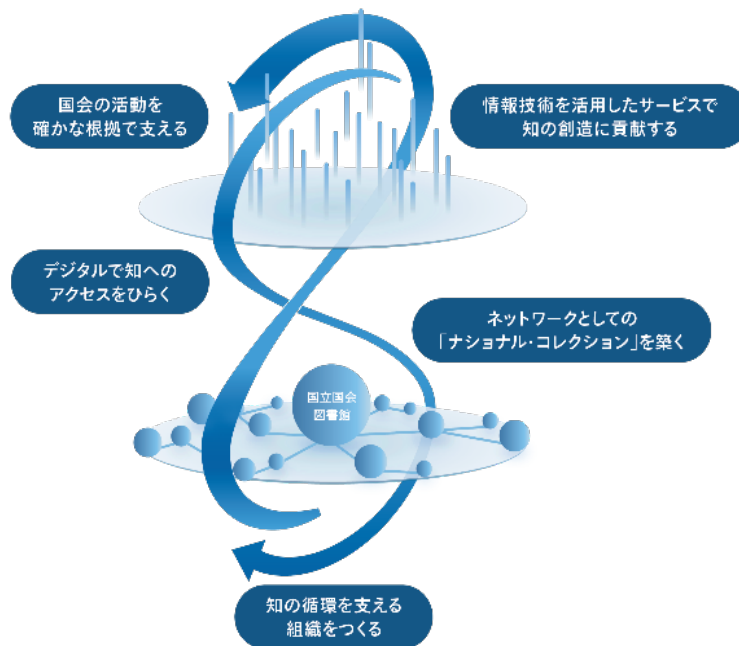 国会の活動を
確かな根拠で支える
情報技術を活用したサービスで
知の創造に貢献する
デジタルで知への
アクセスをひらく
ネットワークとしての
「ナショナル・コレクション」を築く
国立国会
図書館
知の循環を支える
組織をつくる